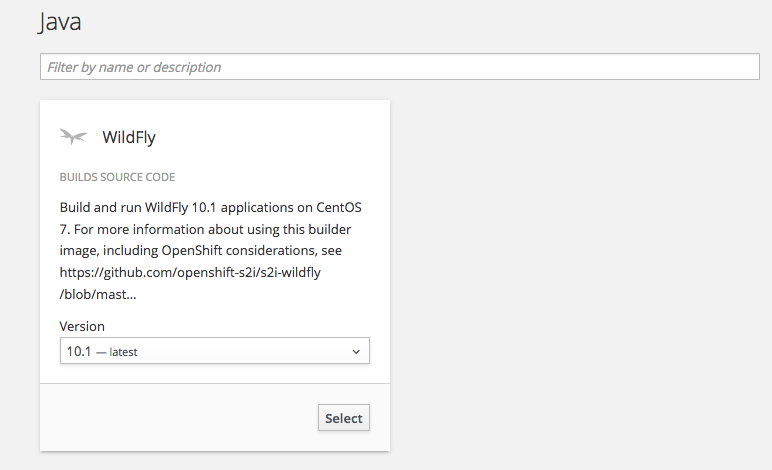 Java
Filter by name or description
WildFly
BUILDS SOURCE CODE
Build and run WildFly 10.1 applications on CentOS
7. For more information about using this builder
image, including OpenShift considerations, see
https://github.com/openshift-s2i/s2i-wildfly
/blob/mast...
Version
10.1 — latest
Select